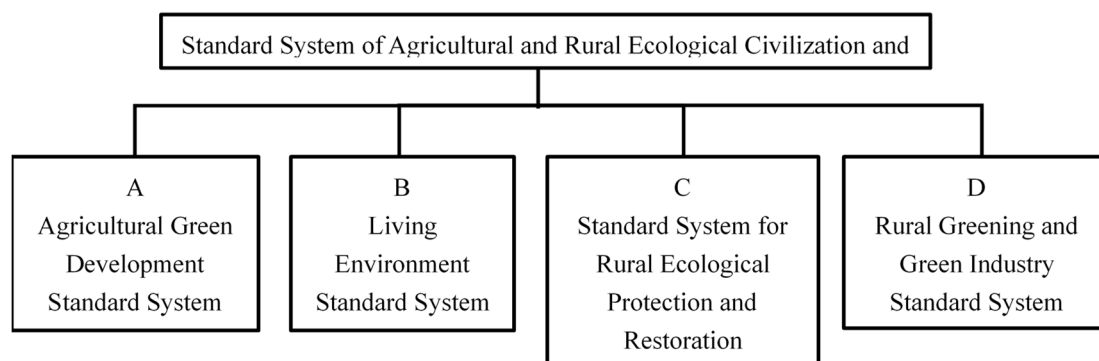 Standard System of Agricultural and Rural Ecological Civilization and
A
Agricultural Green
Development
Standard System
B
Living
Environment
Standard System
C
Standard System for
Rural Ecological
Protection and
Restoration
D
Rural Greening and
Green Industry
Standard System